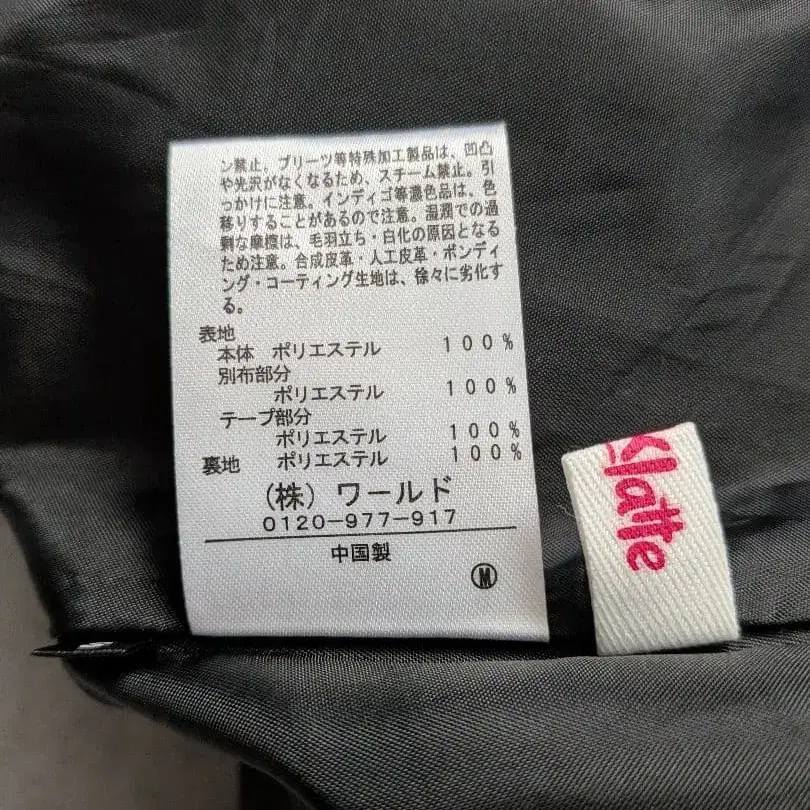 ン禁止。プリーツ等特殊加工製品は、凹凸
や光沢がなくなるため、スチーム禁止。引
っかけに注意。インディゴ等濃色品は、色
移りすることがあるので注意。湿潤での過
剰な摩擦は、毛羽立ち・白化の原因となる
ため注意。合成皮革・人工皮革・ボンディ
ング・コーティング生地は、徐々に劣化す
る。
表地
本体 ポリエステル 100%
別布部分
ポリエステル 100%
テープ部分
ポリエステル 100%
裏地 ポリエステル 100%
(株) ワールド
0120-977-917
中国製
Ⓜ
latte